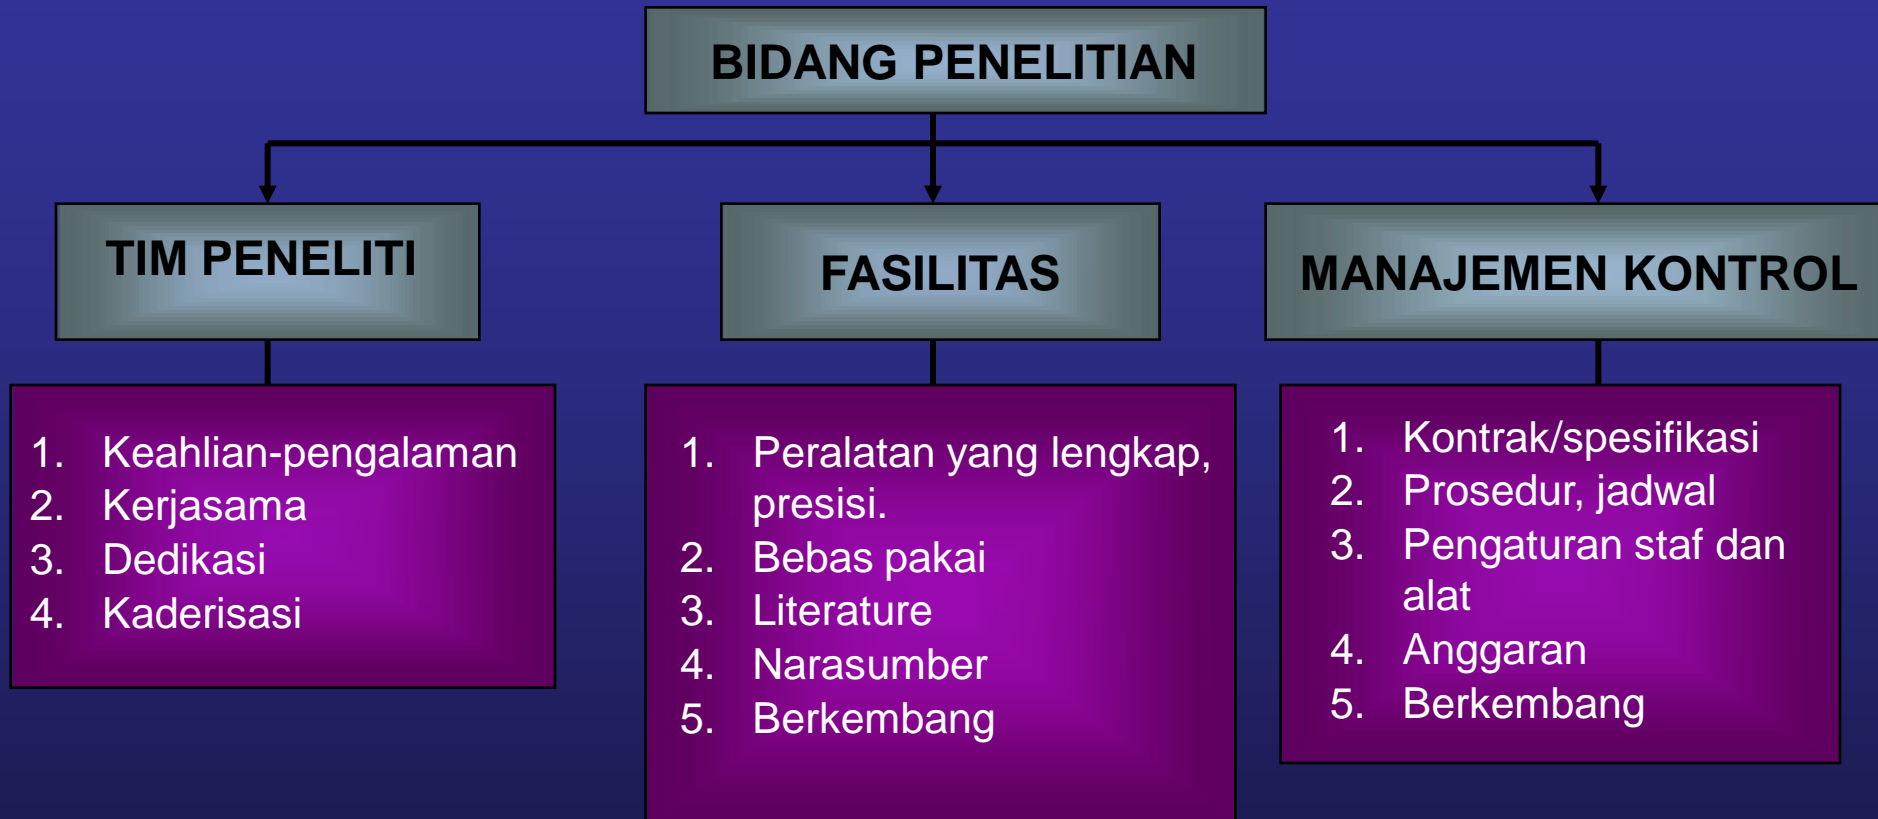 BIDANG PENELITIAN
TIM PENELITI
1. Keahlian-pengalaman
2. Kerjasama
3. Dedikasi
4. Kaderisasi
FASILITAS
1. Peralatan yang lengkap,
presisi.
2. Bebas pakai
3. Literature
4. Narasumber
5. Berkembang
MANAJEMEN KONTROL
1. Kontrak/spesifikasi
2. Prosedur, jadwal
3. Pengaturan staf dan
alat
4. Anggaran
5. Berkembang